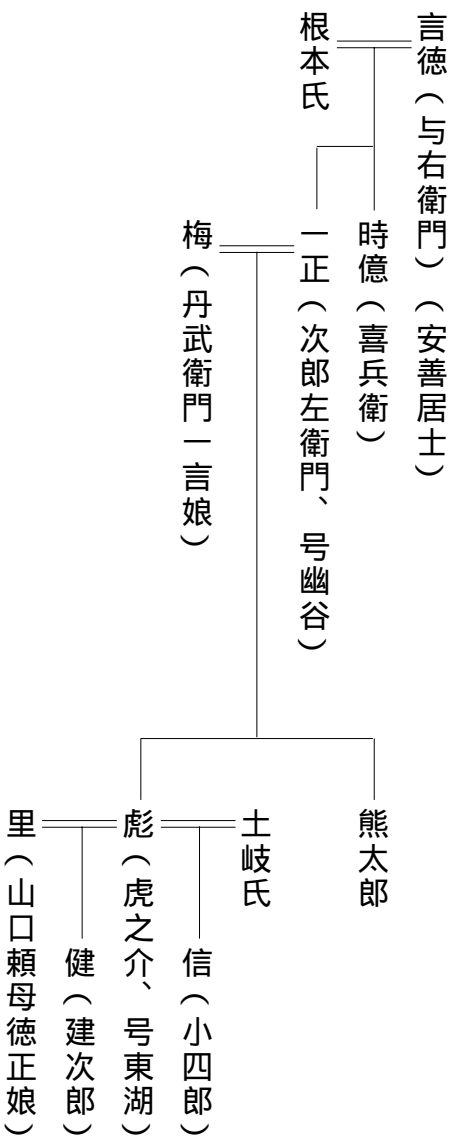 言徳（与右衛門）（安善居士）
根本氏
時億（喜兵衛）
一正（次郎左衛門、号幽谷）
梅（丹武衛門一言娘）
熊太郎
土岐氏
信（小四郎）
彪（虎之介、号東湖）
健（建次郎）
里（山口頼母徳正娘）